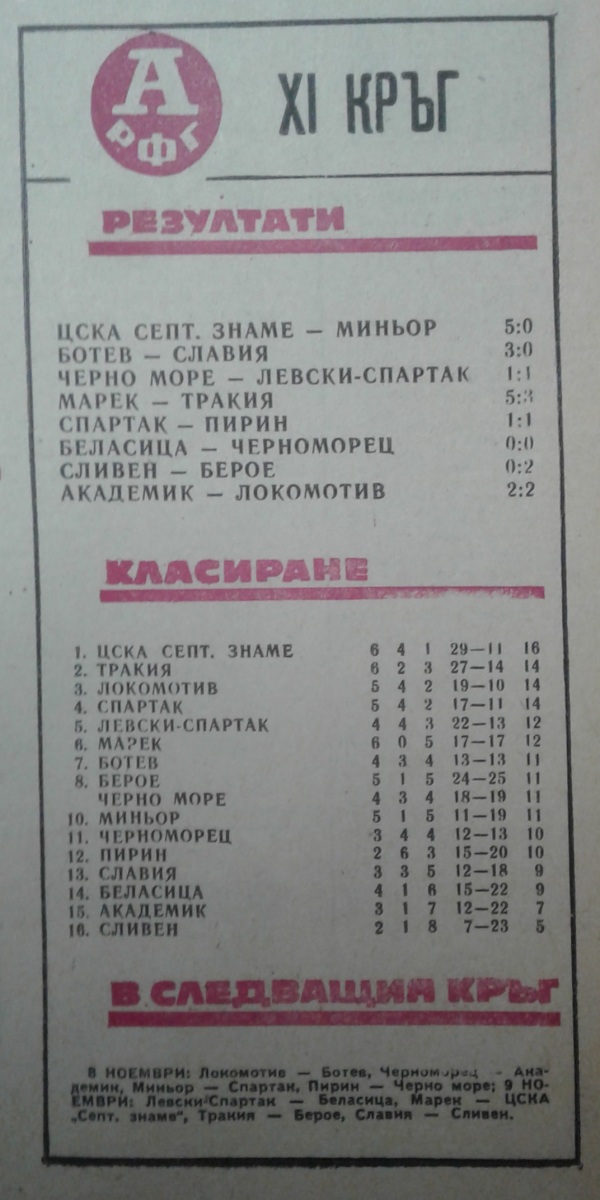 А
РФГ
XI КРЪГ
РЕЗУЛТАТИ
ЦСКА СЕПТ. ЗНАМЕ — МИНЬОР 5:0
БОТЕВ — СЛАВИЯ 3:0
ЧЕРНО МОРЕ — ЛЕВСКИ-СПАРТАК 1:1
МАРЕК — ТРАКИЯ 5:3
СПАРТАК — ПИРИН 1:1
БЕЛАСИЦА — ЧЕРНОМОРЕЦ 0:0
СЛИВЕН — БЕРОЕ 0:2
АКАДЕМИК — ЛОКОМОТИВ 2:2
КЛАСИРАНЕ
1. ЦСКА СЕПТ. ЗНАМЕ 6 4 1 29—11 16
2. ТРАКИЯ 6 2 3 27—14 14
3. ЛОКОМОТИВ 5 4 2 19—10 14
4. СПАРТАК 5 4 2 17—11 14
5. ЛЕВСКИ-СПАРТАК 4 4 3 22—13 12
6. МАРЕК 6 0 5 17—17 12
7. БОТЕВ 4 3 4 13—13 11
8. БЕРОЕ 5 1 5 24—25 11
ЧЕРНО МОРЕ 4 3 4 18—19 11
10. МИНЬОР 5 1 5 11—19 11
11. ЧЕРНОМОРЕЦ 3 4 4 12—13 10
12. ПИРИН 2 6 3 15—20 10
13. СЛАВИЯ 3 3 5 12—18 9
14. БЕЛАСИЦА 4 1 6 15—22 9
15. АКАДЕМИК 3 1 7 12—22 7
16. СЛИВЕН 2 1 8 7—23 5
В СЛЕДВАЩИЯ КРЪГ
8 НОЕМВРИ: Локомотив — Ботев, Черноморец — Ака-
демик, Миньор — Спартак, Пирин — Черно море; 9 НО-
ЕМВРИ: Левски-Спартак — Беласица, Марек — ЦСКА
„Септ. знаме", Тракия — Берое, Славия — Сливен.